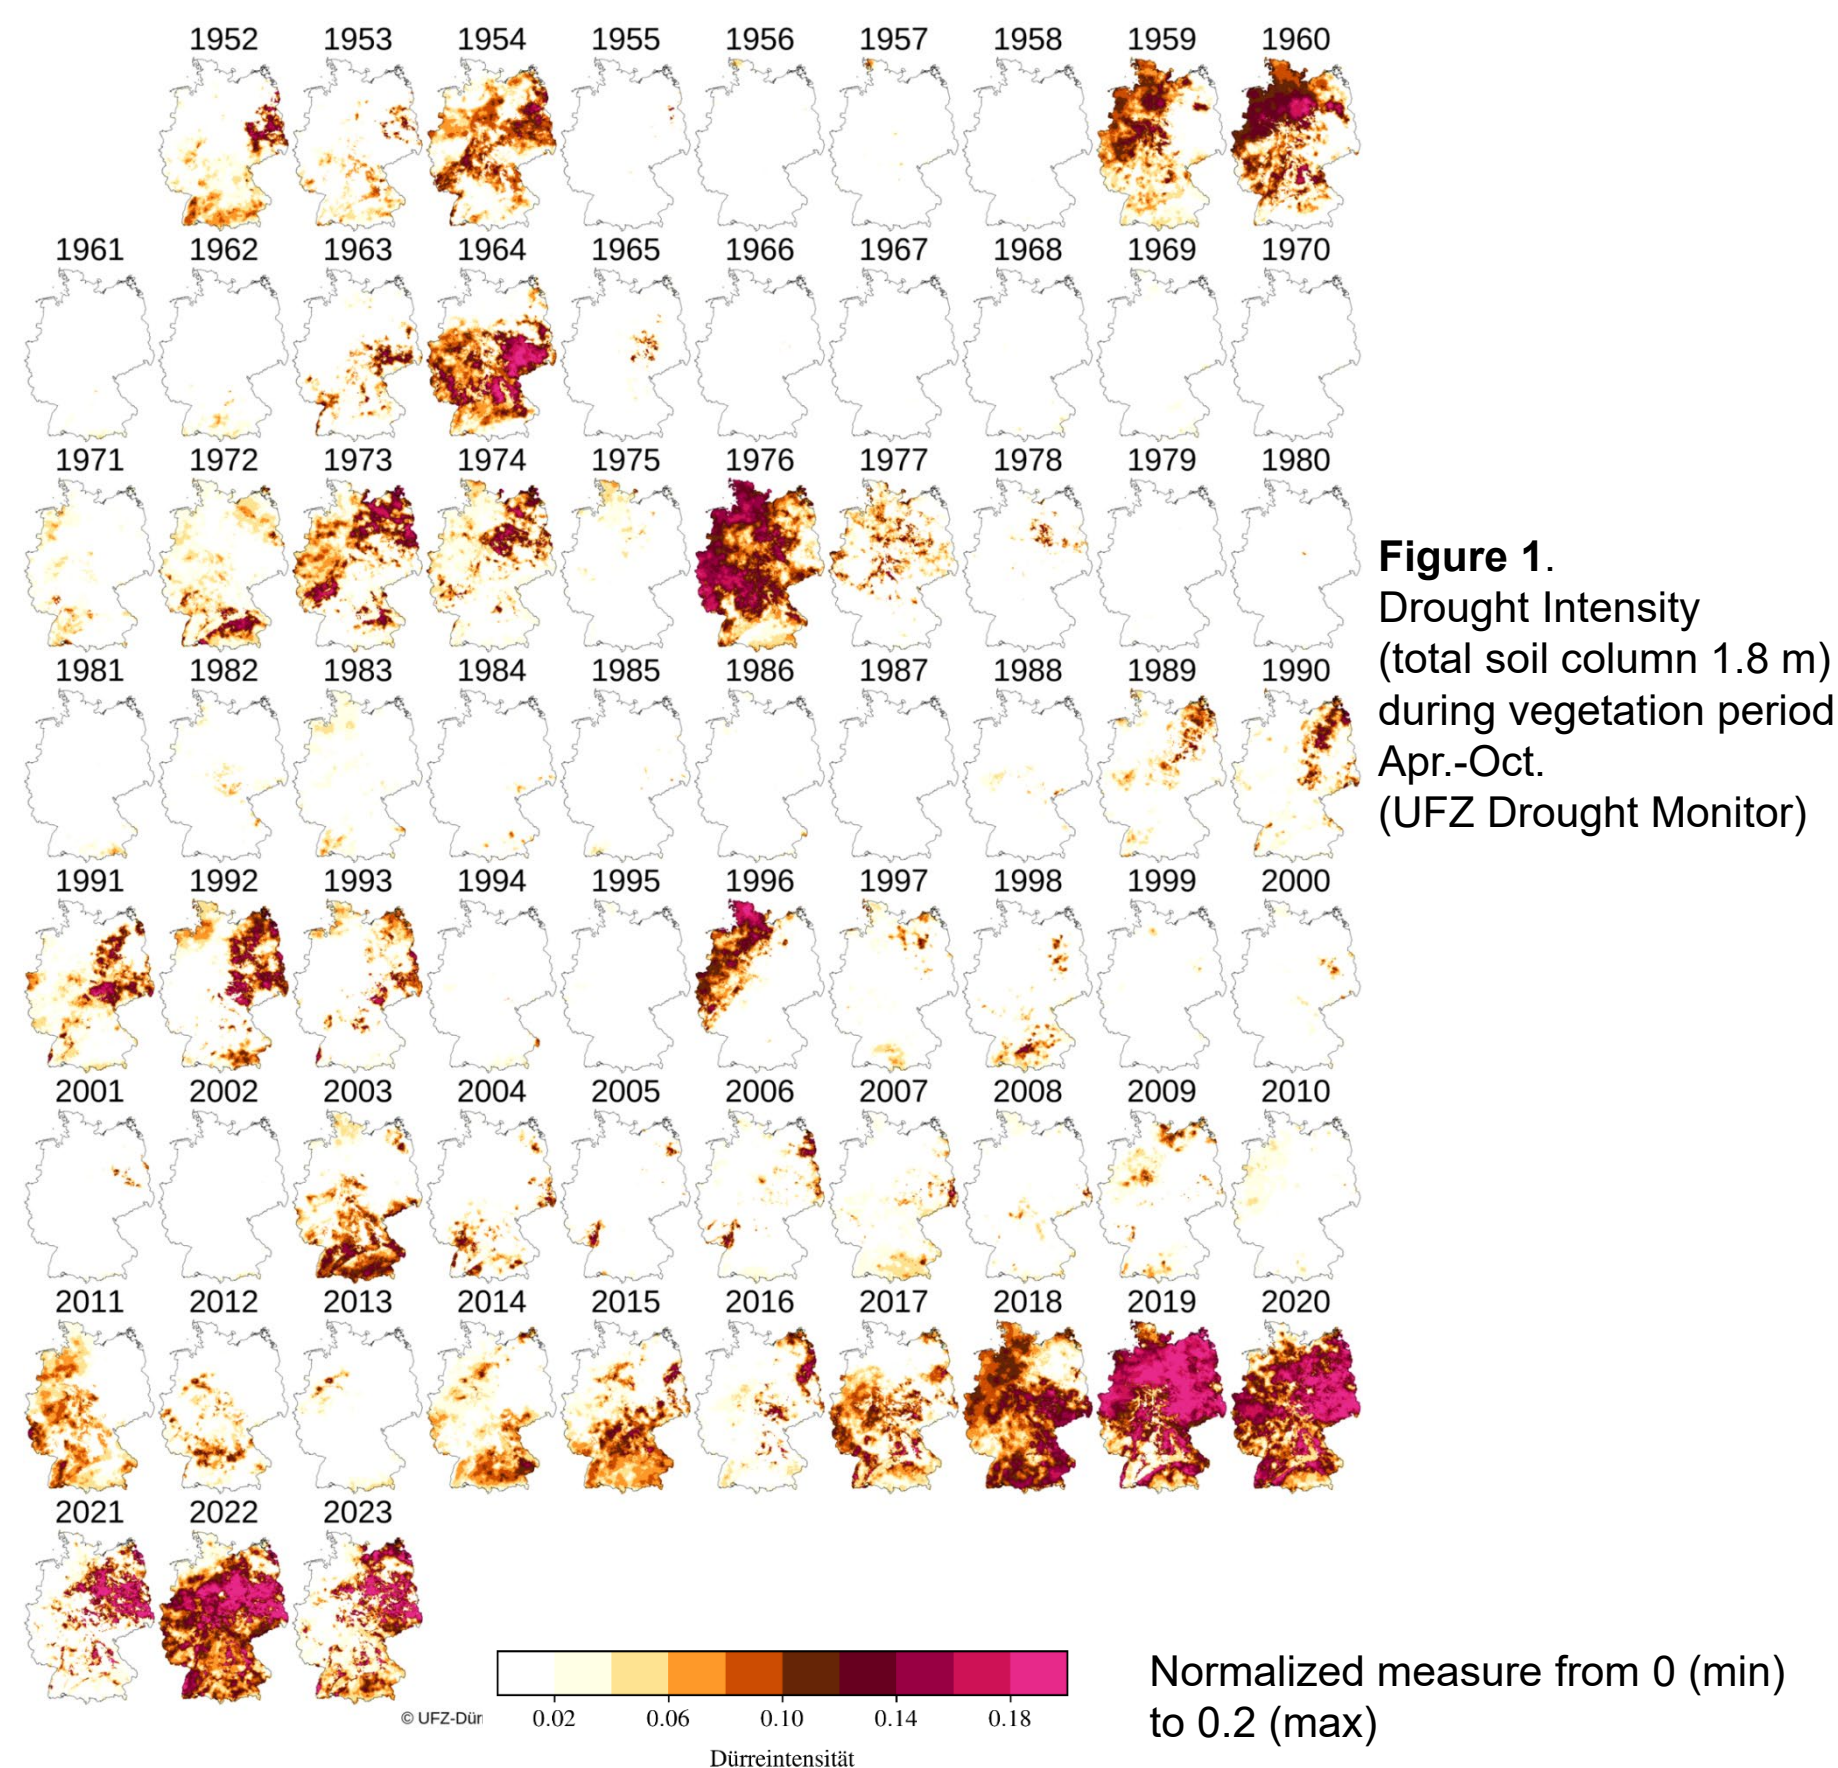 1952 1953 1954 1955 1956 1957 1958 1959 1960
1961 1962 1963 1964 1965 1966 1967 1968 1969 1970
1971 1972 1973 1974 1975 1976 1977 1978 1979 1980
1981 1982 1983 1984 1985 1986 1987 1988 1989 1990
1991 1992 1993 1994 1995 1996 1997 1998 1999 2000
2001 2002 2003 2004 2005 2006 2007 2008 2009 2010
2011 2012 2013 2014 2015 2016 2017 2018 2019 2020
2021 2022 2023
Figure 1.
Drought Intensity
(total soil column 1.8 m)
during vegetation period
Apr.-Oct.
(UFZ Drought Monitor)
© UFZ-Dür
0.02 0.06 0.10 0.14 0.18
Dürreintensität
Normalized measure from 0 (min)
to 0.2 (max)